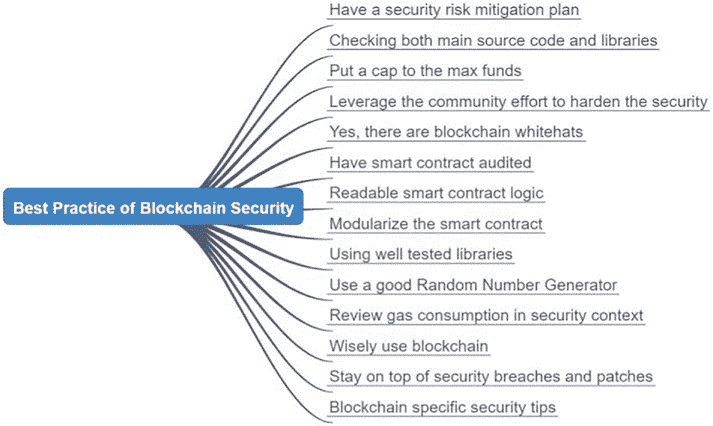 Have a security risk mitigation plan
Checking both main source code and libraries
Put a cap to the max funds
Leverage the community effort to harden the security
Yes, there are blockchain whitehats
Have smart contract audited
Readable smart contract logic
Best Practice of Blockchain Security
Modularize the smart contract
Using well tested libraries
Use a good Random Number Generator
Review gas consumption in security context
Wisely use blockchain
Stay on top of security breaches and patches
Blockchain specific security tips